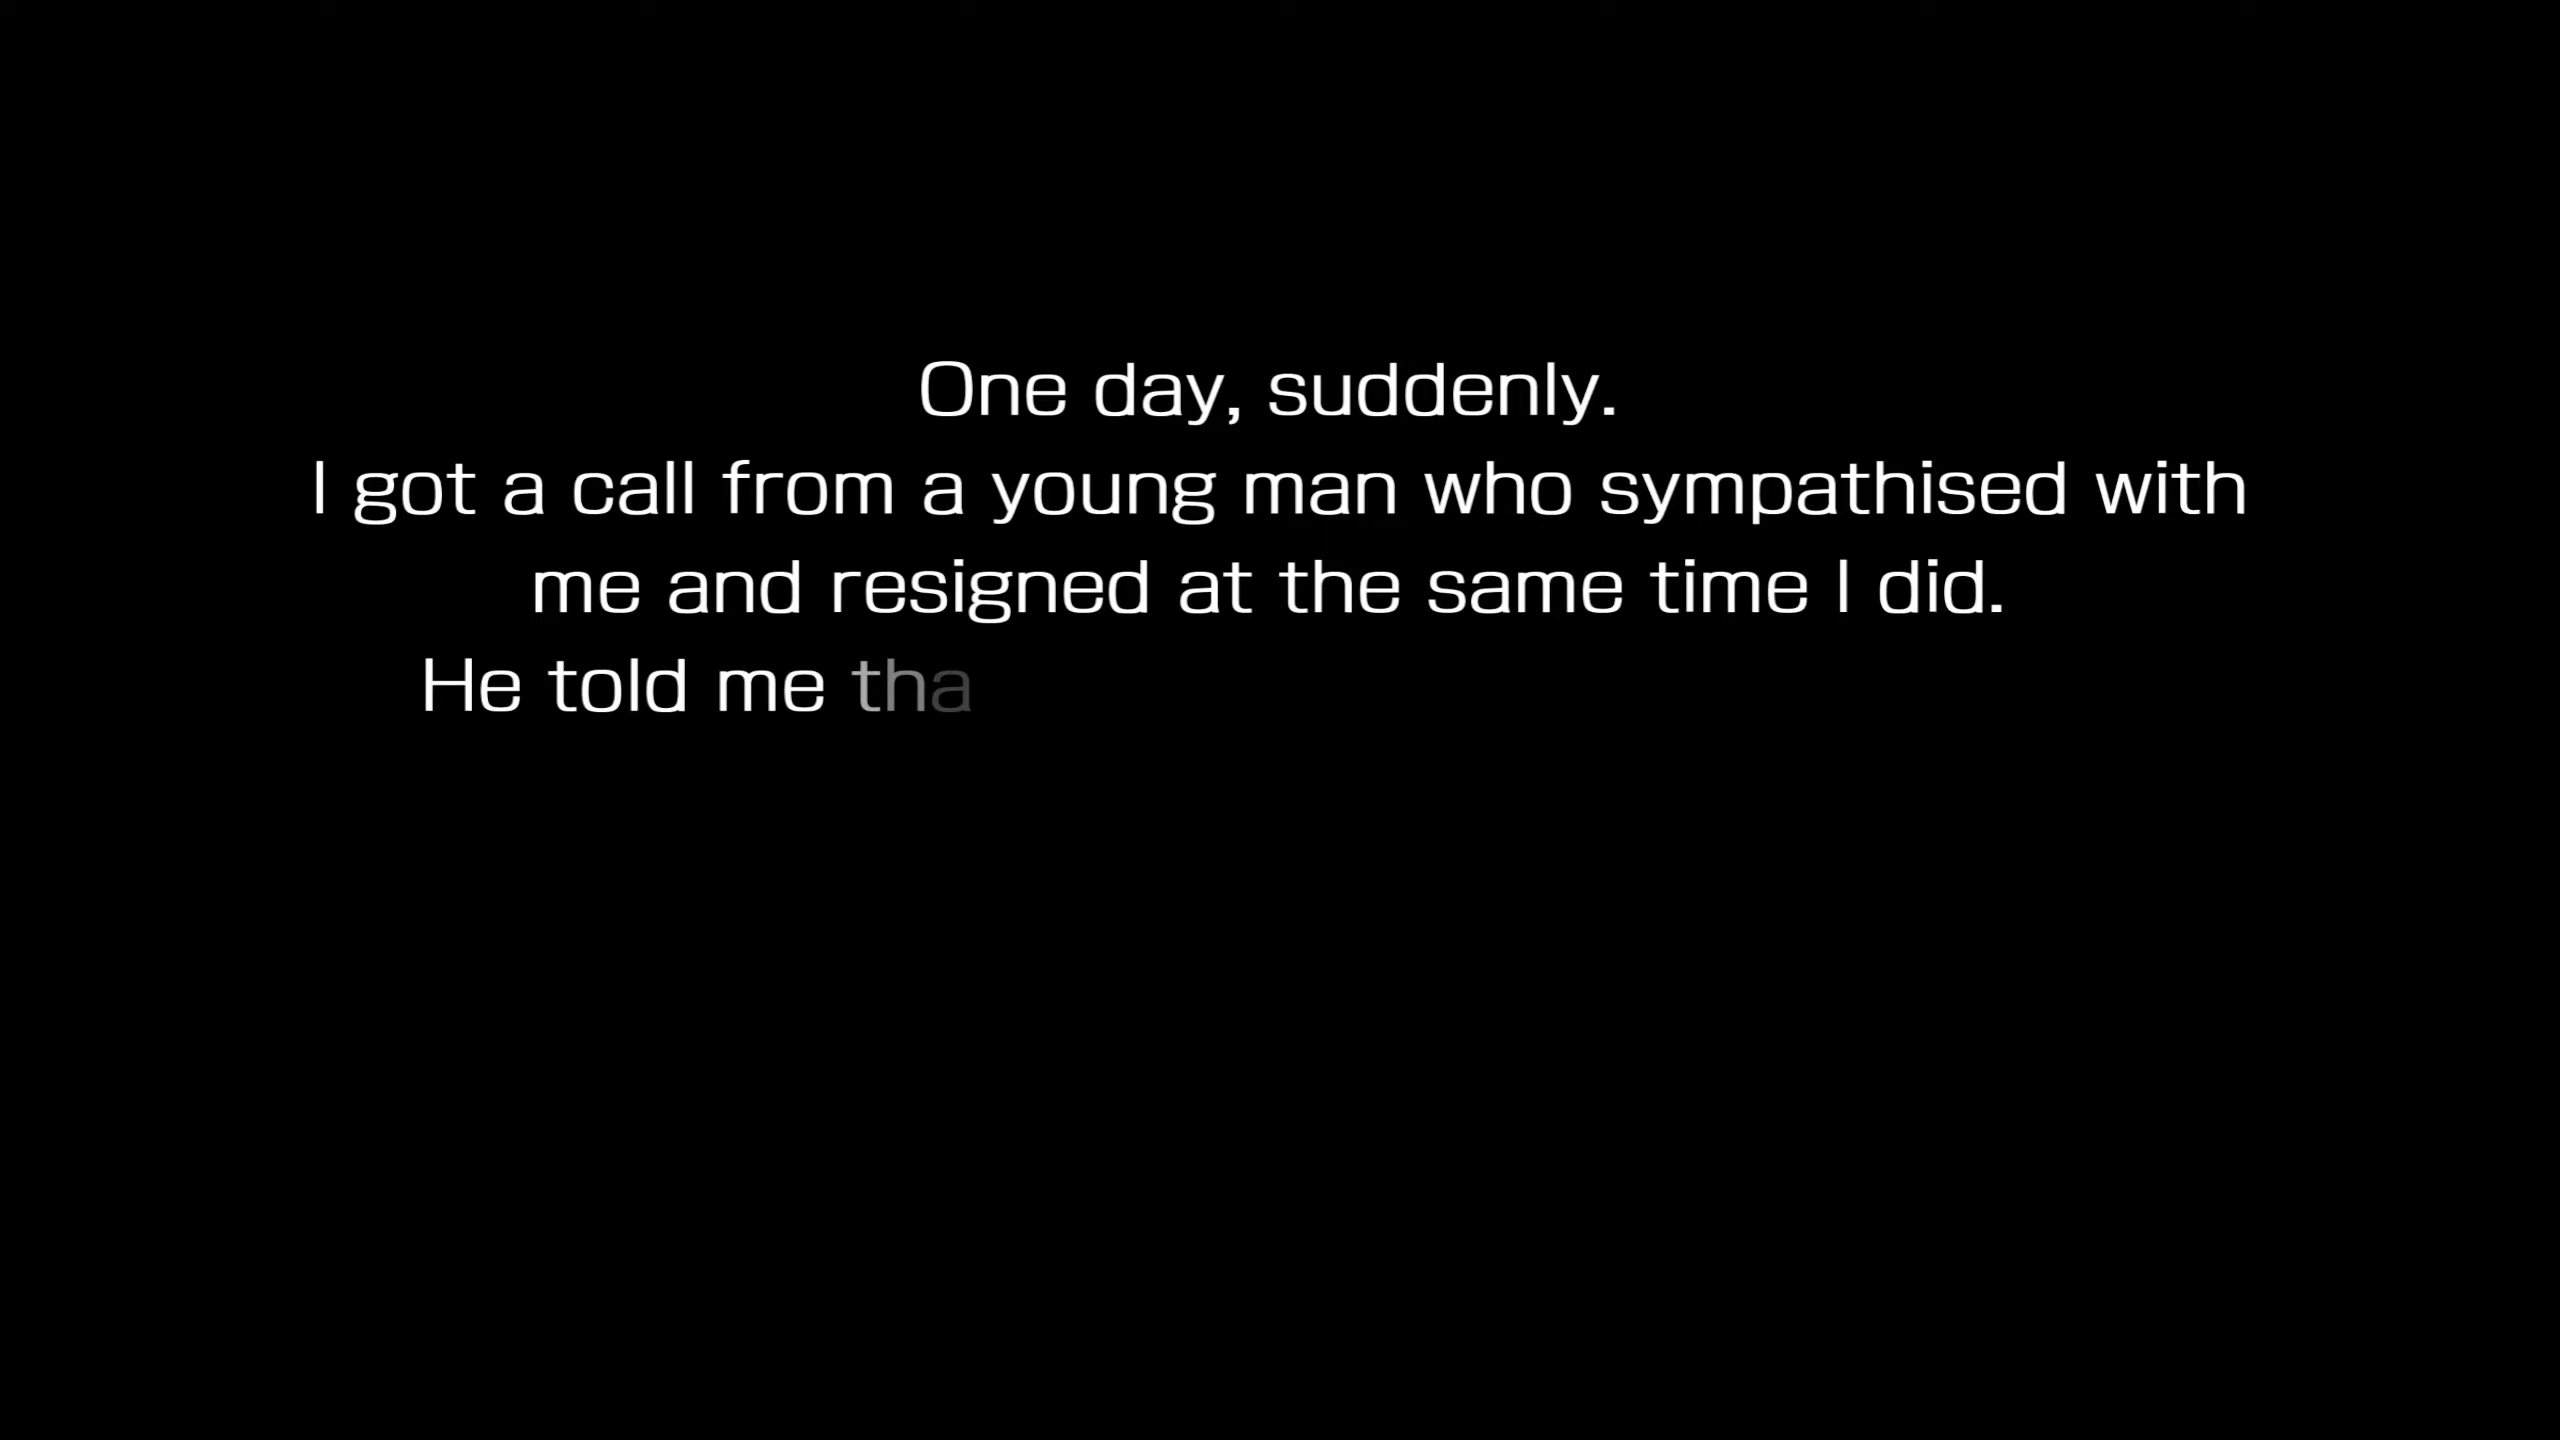 One day, suddenly.
I got a call from a young man who sympathised with
me and resigned at the same time I did.
He told me tha